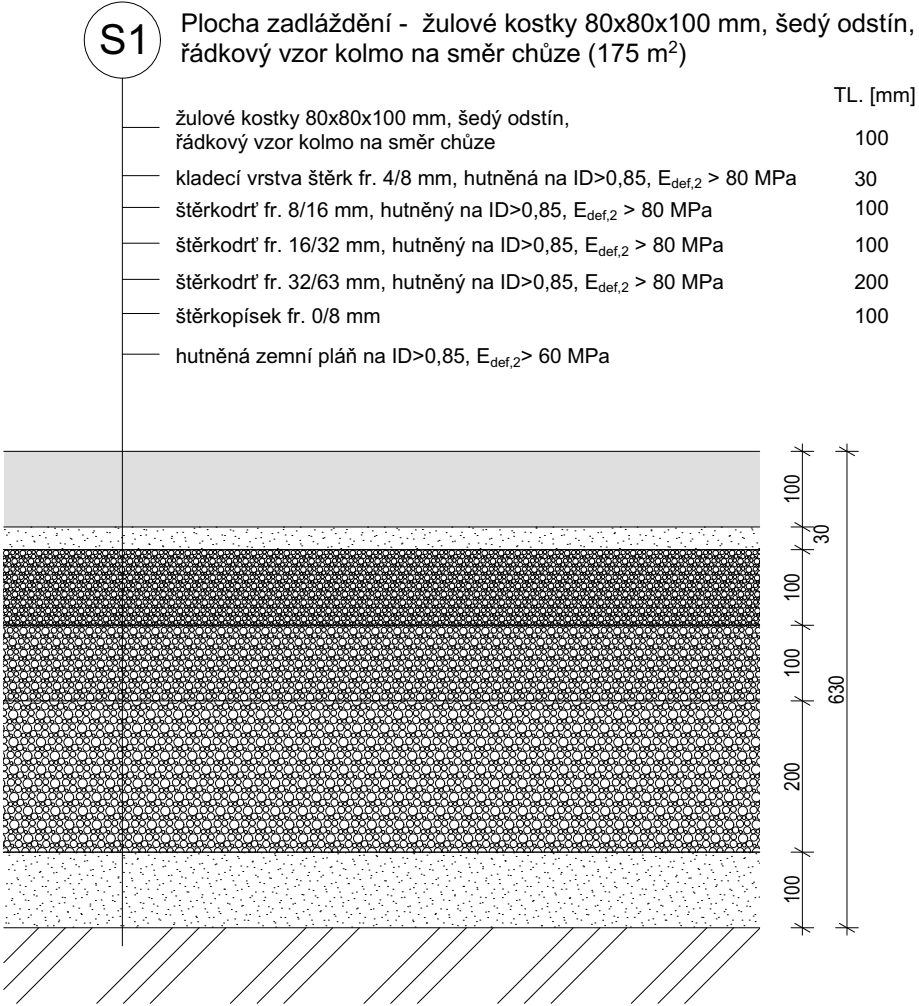 S1
Plocha zadláždění - žulové kostky 80x80x100 mm, šedý odstín,
řádkový vzor kolmo na směr chůze (175 m²)
TL. [mm]
žulové kostky 80x80x100 mm, šedý odstín,
řádkový vzor kolmo na směr chůze 100
kladecí vrstva štěrk fr. 4/8 mm, hutněná na ID>0,85, Edef,2 > 80 MPa 30
štěrkodrť fr. 8/16 mm, hutněný na ID>0,85, Edef,2 > 80 MPa 100
štěrkodrť fr. 16/32 mm, hutněný na ID>0,85, Edef,2 > 80 MPa 100
štěrkodrť fr. 32/63 mm, hutněný na ID>0,85, Edef,2 > 80 MPa 200
štěrkopísek fr. 0/8 mm 100
hutněná zemní pláň na ID>0,85, Edef,2> 60 MPa
100
30
100
100
630
200
100